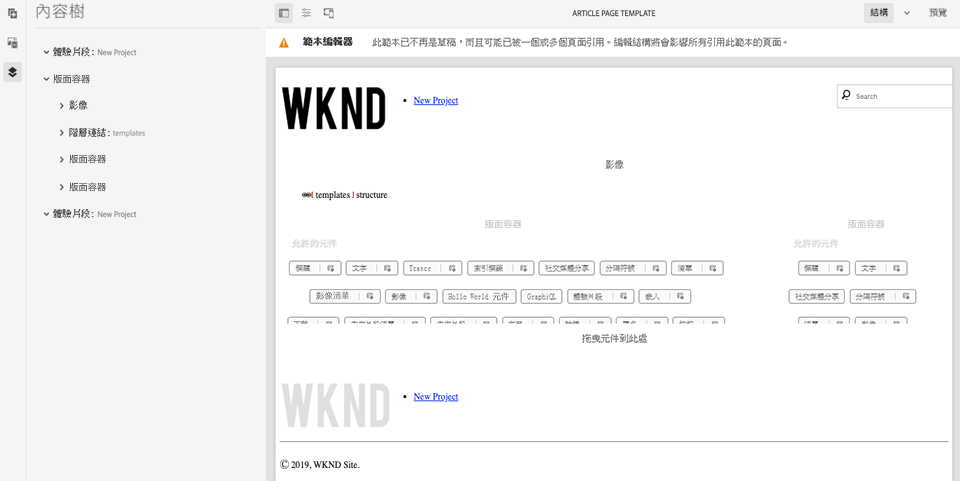 內容樹
ARTICLE PAGE TEMPLATE
結構
預覽
範本編輯器
此範本已不再是草稿，而且可能已被一個或多個頁面引用。編輯結構將會影響所有引用此範本的頁面。
體驗片段: New Project
版面容器
影像
階層連結: templates
版面容器
版面容器
體驗片段: New Project
WKND
New Project
Search
影像
templates structure
版面容器
允許的元件
標題 文字 Teaser 索引標籤 社交媒體分享 分隔符號 清單
影像清單 影像 Hello World 元件 GraphiQL 體驗片段 嵌入
版面容器
允許的元件
標題 文字
社交媒體分享 分隔符號
清單 影像
拖曳元件到此處
WKND
New Project
© 2019, WKND Site.